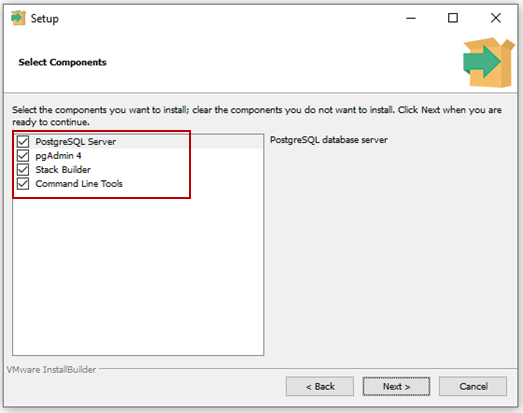 Setup
Select Components
Select the components you want to install; clear the components you do not want to install. Click Next when you are
ready to continue.
PostgreSQL Server
pgAdmin 4
Stack Builder
Command Line Tools
PostgreSQL database server
VMware InstallBuilder
< Back
Next >
Cancel